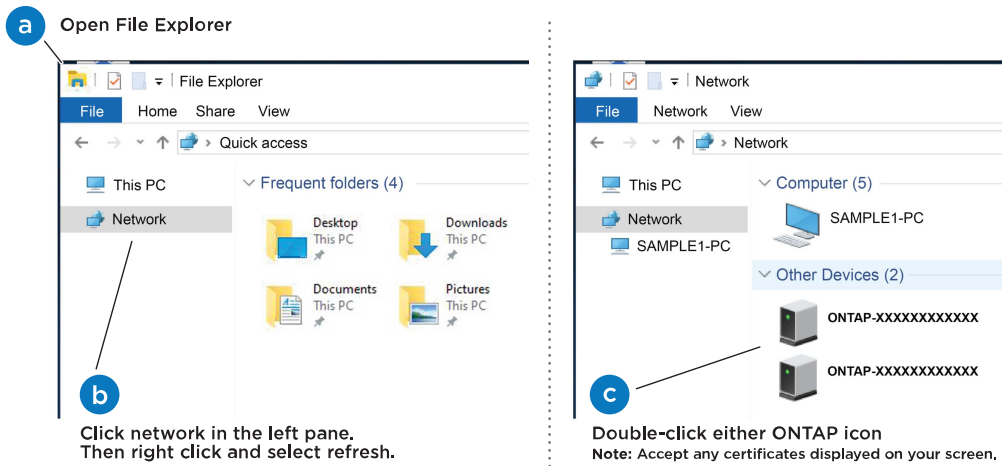 a
Open File Explorer
File Explorer
File Home Share View
Quick access
This PC
Network
Frequent folders (4)
Desktop
This PC
Downloads
This PC
Documents
This PC
Pictures
This PC
b
Click network in the left pane.
Then right click and select refresh.
Network
File Network View
Network
This PC
Network
SAMPLE1-PC
Computer (5)
SAMPLE1-PC
Other Devices (2)
ONTAP-XXXXXXXXXXXX
ONTAP-XXXXXXXXXXXX
c
Double-click either ONTAP icon
Note: Accept any certificates displayed on your screen.